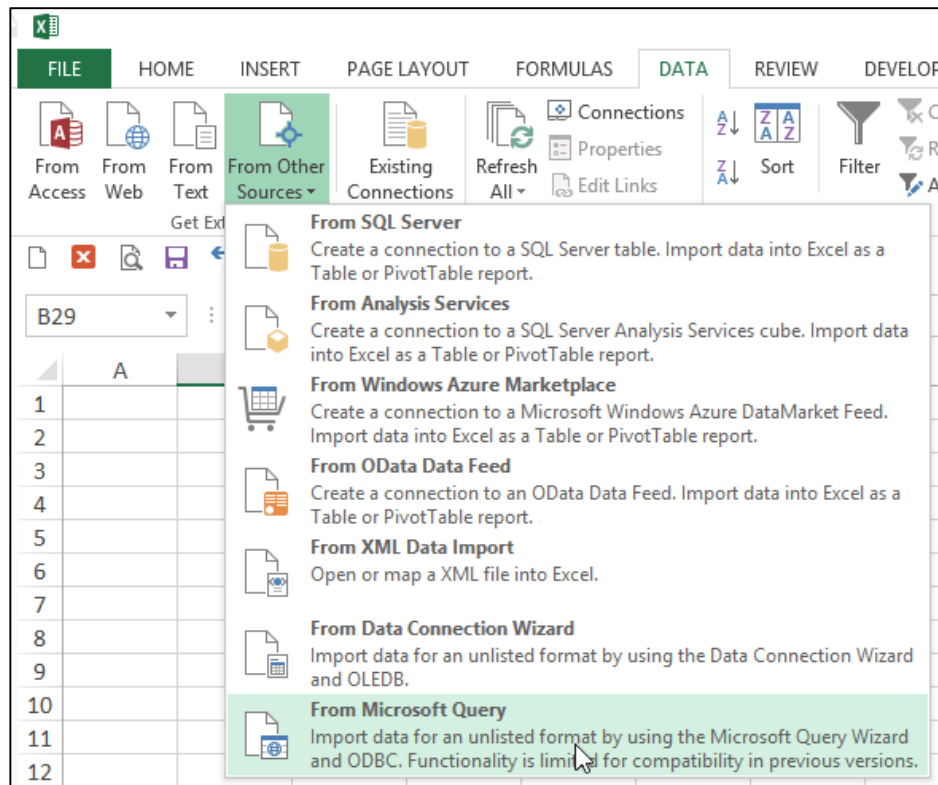 FILE HOME INSERT PAGE LAYOUT FORMULAS DATA REVIEW DEVELOP
From Access
From Web
From Text
From Other Sources
Existing Connections
Refresh All
Connections
Properties
Edit Links
A Z
Z A
Z A A Z
Sort
Filter
Get Ext
B29
A
1
2
3
4
5
6
7
8
9
10
11
12
From SQL Server
Create a connection to a SQL Server table. Import data into Excel as a
Table or PivotTable report.
From Analysis Services
Create a connection to a SQL Server Analysis Services cube. Import data
into Excel as a Table or PivotTable report.
From Windows Azure Marketplace
Create a connection to a Microsoft Windows Azure DataMarket Feed.
Import data into Excel as a Table or PivotTable report.
From OData Data Feed
Create a connection to an OData Data Feed. Import data into Excel as a
Table or PivotTable report.
From XML Data Import
Open or map a XML file into Excel.
From Data Connection Wizard
Import data for an unlisted format by using the Data Connection Wizard
and OLEDB.
From Microsoft Query
Import data for an unlisted format by using the Microsoft Query Wizard
and ODBC. Functionality is limited for compatibility in previous versions.